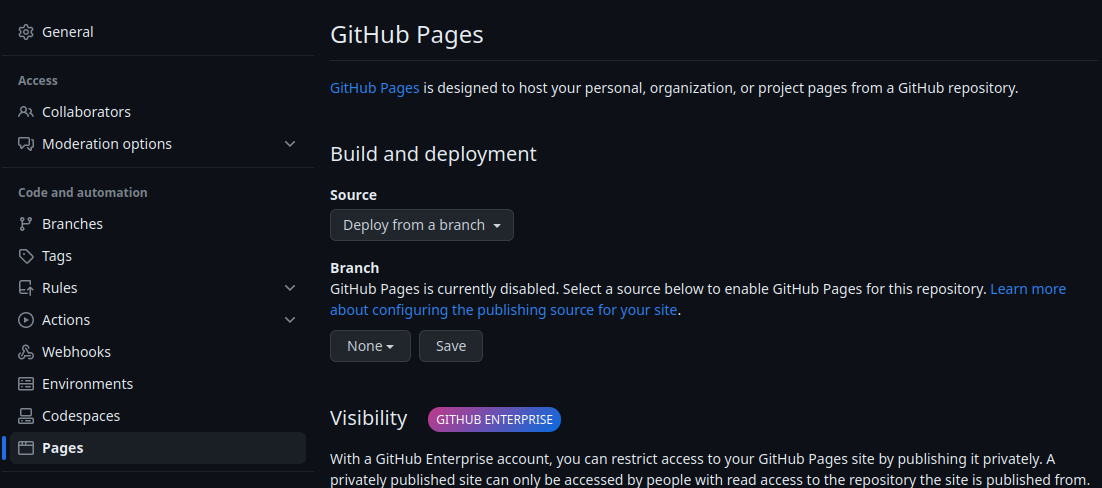 General
Access
Collaborators
Moderation options
Code and automation
Branches
Tags
Rules
Actions
Webhooks
Environments
Codespaces
Pages
GitHub Pages
GitHub Pages is designed to host your personal, organization, or project pages from a GitHub repository.
Build and deployment
Source
Deploy from a branch
Branch
GitHub Pages is currently disabled. Select a source below to enable GitHub Pages for this repository. Learn more
about configuring the publishing source for your site.
None Save
Visibility GITHUB ENTERPRISE
With a GitHub Enterprise account, you can restrict access to your GitHub Pages site by publishing it privately. A
privately published site can only be accessed by people with read access to the repository the site is published from.